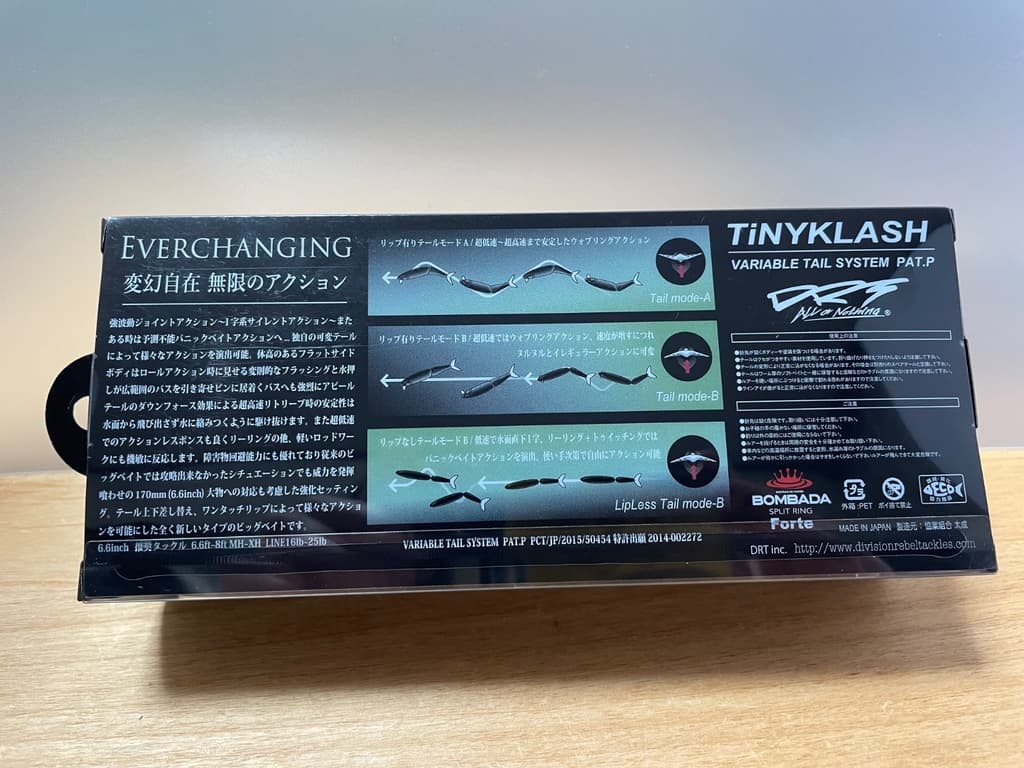 EVERCHANGING
変幻自在 無限のアクション
強波動ジョイントアクション〜I字系サイレントアクション〜また
ある時は予測不能パニックベイトアクションへ…独自の可変テール
によって様々なアクションを演出可能。体高のあるフラットサイド
ボディはロールアクション時に見せる変則的なフラッシングと水押
しが広範囲のバスを引き寄せピンに居着くバスへも強烈にアピール
テールのダウンフォース効果による超高速リトリーブ時の安定性は
水面から飛び出さず水に絡みつくように駆け抜けます。また超低速
でのアクションレスポンスも良くリーリングの他、軽いロッドワー
クにも機敏に反応します。障害物回避能力にも優れており従来のビ
ッグベイトでは攻略出来なかったシチュエーションでも威力を発揮
喰わせの170mm(6.6inch)大物への対応も考慮した強化セッティン
グ、テール上下差し替え、ワンタッチリップによって様々なアクショ
ンを可能にした全く新しいタイプのビッグベイトです。
6.6inch 推奨タックル 6.6ft-8ft MH-XH LINE16lb-25lb
リップ有りテールモードA/超低速〜超高速まで安定したウォブリングアクション
Tail mode-A
リップ有りテールモードB/超低速ではウォブリングアクション、速度が増すにつれ
ヌルヌルとイレギュラーアクションに可変
Tail mode-B
リップなしテールモードB/低速で水面直下I字、リーリング+トゥイッチングでは
パニックベイトアクションを演出、使い手次第で自由にアクション可能
LipLess Tail mode-B
VARIABLE TAIL SYSTEM PAT.P PCT/JP/2015/50454 特許出願 2014-002272
TiNYKLASH
VARIABLE TAIL SYSTEM PAT.P
DRT
ALL or Nothing ®
使用上の注意
ご注意
BOMBADA
SPLIT RING
Forte
プラ
外箱:PET
ポイ捨て禁止
MADE IN JAPAN 製造元:協業組合 太成
DRT inc. http://www.divisionrebeltackles.com